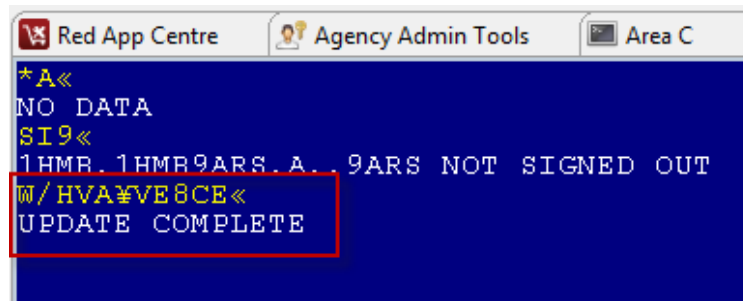 Red App Centre Agency Admin Tools Area C
*A«
NO DATA
SI9«
1HMB.1HMB9ARS.A..9ARS NOT SIGNED OUT
W/HVA¥VE8CE«
UPDATE COMPLETE